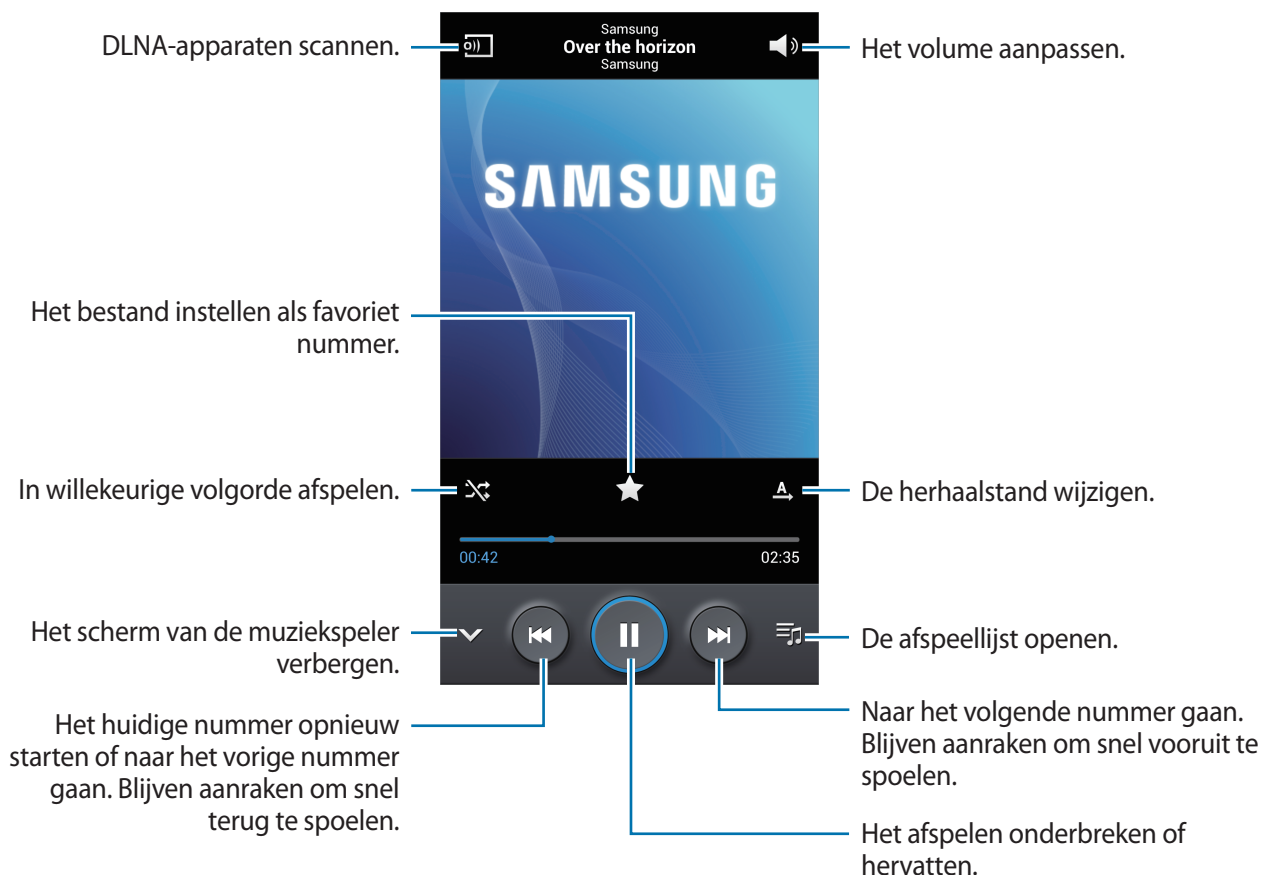 DLNA-apparaten scannen.
Samsung
Over the horizon
Samsung
Het volume aanpassen.
SAMSUNG
Het bestand instellen als favoriet
nummer.
In willekeurige volgorde afspelen.
A
De herhaalstand wijzigen.
00:42
02:35
Het scherm van de muziekspeler
verbergen.
De afspeellijst openen.
Het huidige nummer opnieuw
starten of naar het vorige nummer
gaan. Blijven aanraken om snel
terug te spoelen.
Naar het volgende nummer gaan.
Blijven aanraken om snel vooruit te
spoelen.
Het afspelen onderbreken of
hervatten.